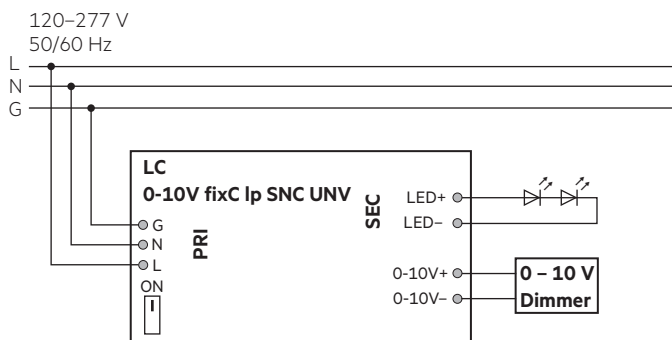 120–277 V
50/60 Hz
L
N
G
LC
0-10V fixC lp SNC UNV
PRI
SEC
G
N
L
ON
LED+
LED–
0-10V+
0-10V–
0 – 10 V
Dimmer